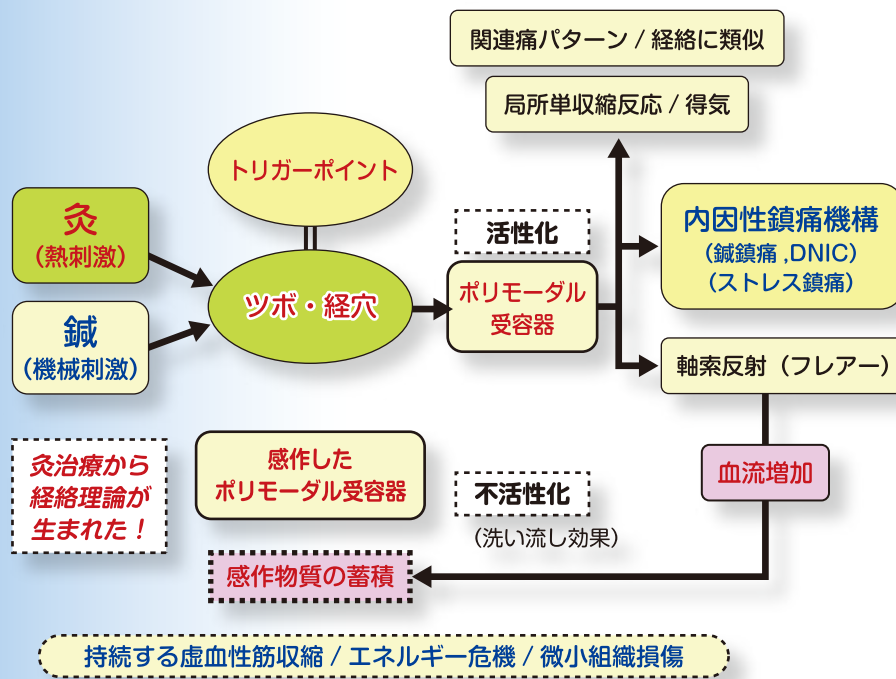 関連痛パターン / 経絡に類似
局所単収縮反応 / 得気
トリガーポイント
灸
(熱刺激)
活性化
内因性鎮痛機構
(鍼鎮痛 ,DNIC)
(ストレス鎮痛)
ツボ・経穴
ポリモーダル
受容器
鍼
(機械刺激)
軸索反射（フレアー）
灸治療から
経絡理論が
生まれた！
感作した
ポリモーダル受容器
不活性化
(洗い流し効果)
血流増加
感作物質の蓄積
持続する虚血性筋収縮 / エネルギー危機 / 微小組織損傷